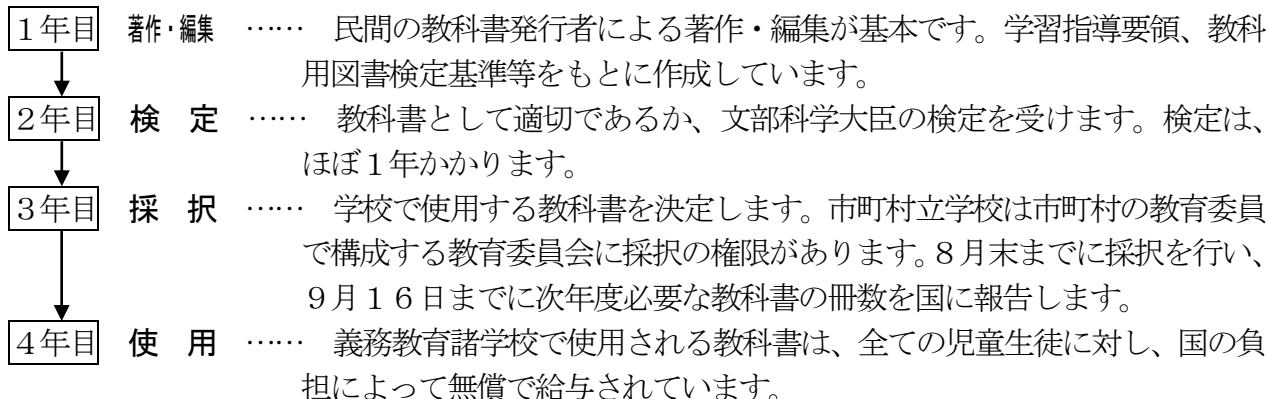 １年目 著作・編集 …… 民間の教科書発行者による著作・編集が基本です。学習指導要領、教科
用図書検定基準等をもとに作成しています。
２年目 検 定 …… 教科書として適切であるか、文部科学大臣の検定を受けます。検定は、
ほぼ１年かかります。
３年目 採 択 …… 学校で使用する教科書を決定します。市町村立学校は市町村の教育委員
で構成する教育委員会に採択の権限があります。８月末までに採択を行い、
９月１６日までに次年度必要な教科書の冊数を国に報告します。
４年目 使 用 …… 義務教育諸学校で使用される教科書は、全ての児童生徒に対し、国の負
担によって無償で給与されています。